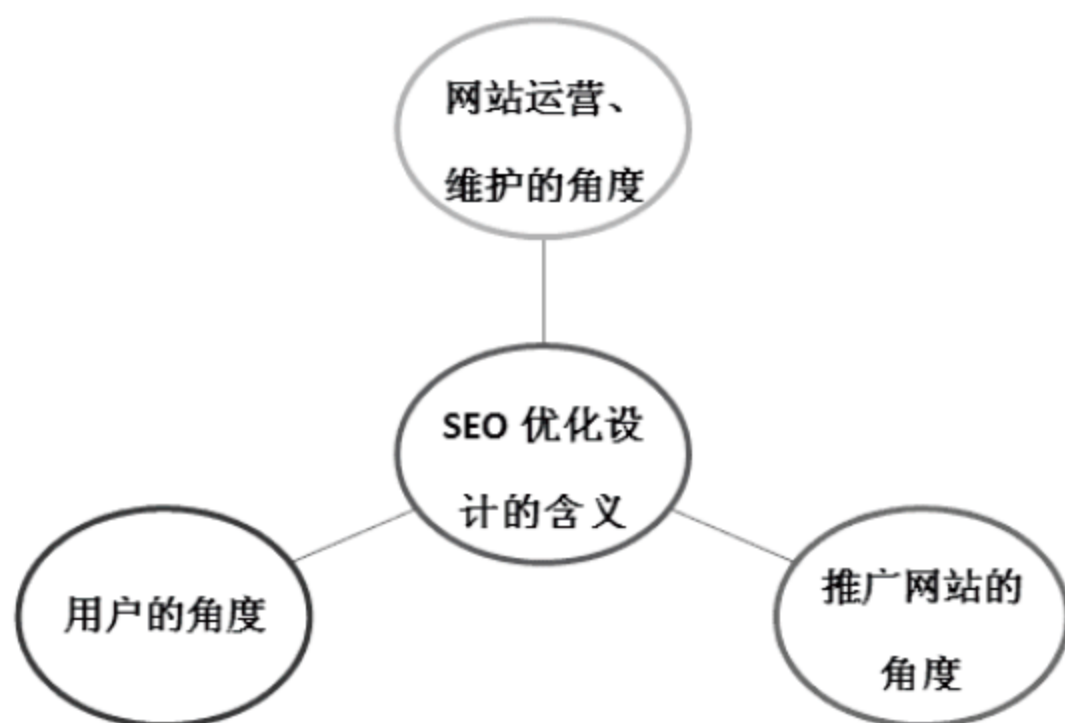 网站运营、
维护的角度
SEO 优化设
计的含义
用户的角度
推广网站的
角度